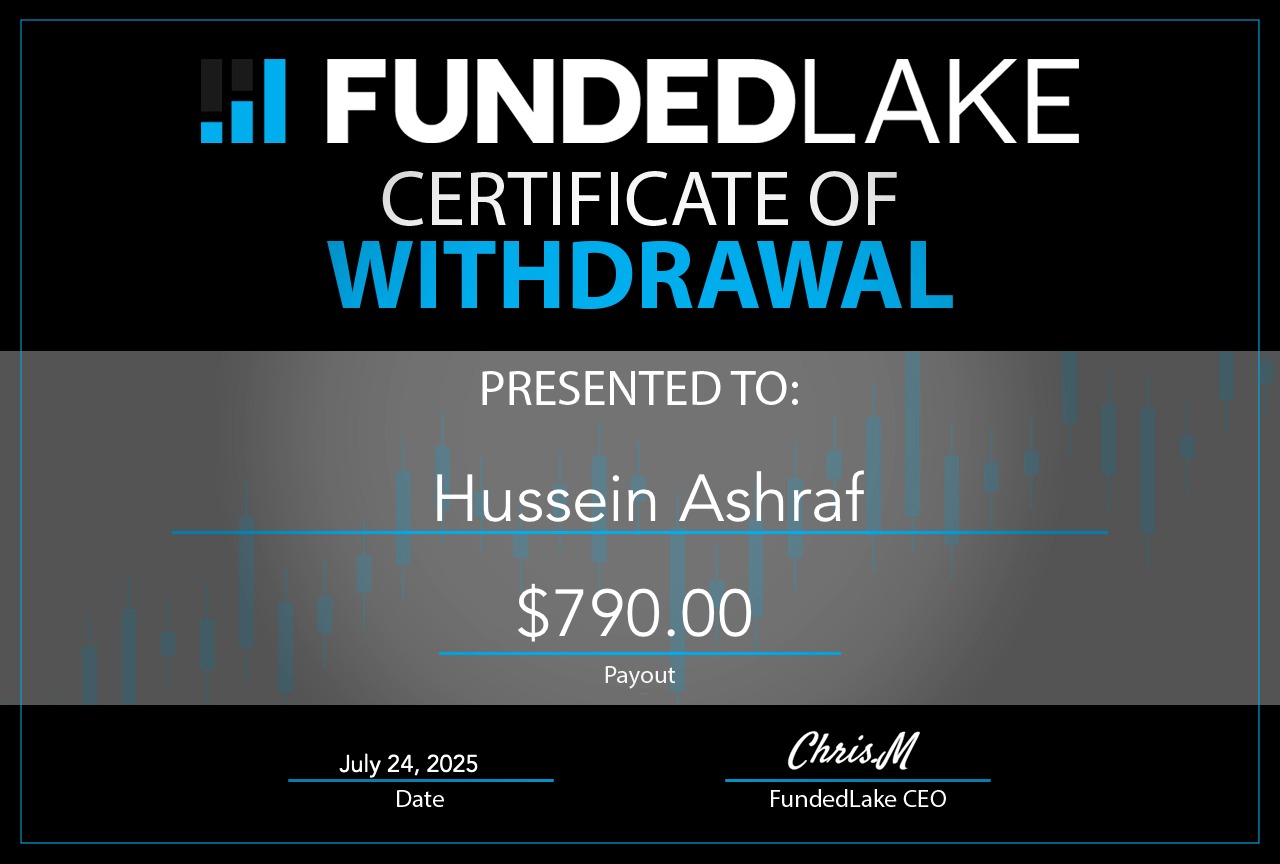 FUNDEDLAKE
CERTIFICATE OF
WITHDRAWAL
PRESENTED TO:
Hussein Ashraf
$790.00
Payout
July 24, 2025
Date
Chris.M
FundedLake CEO